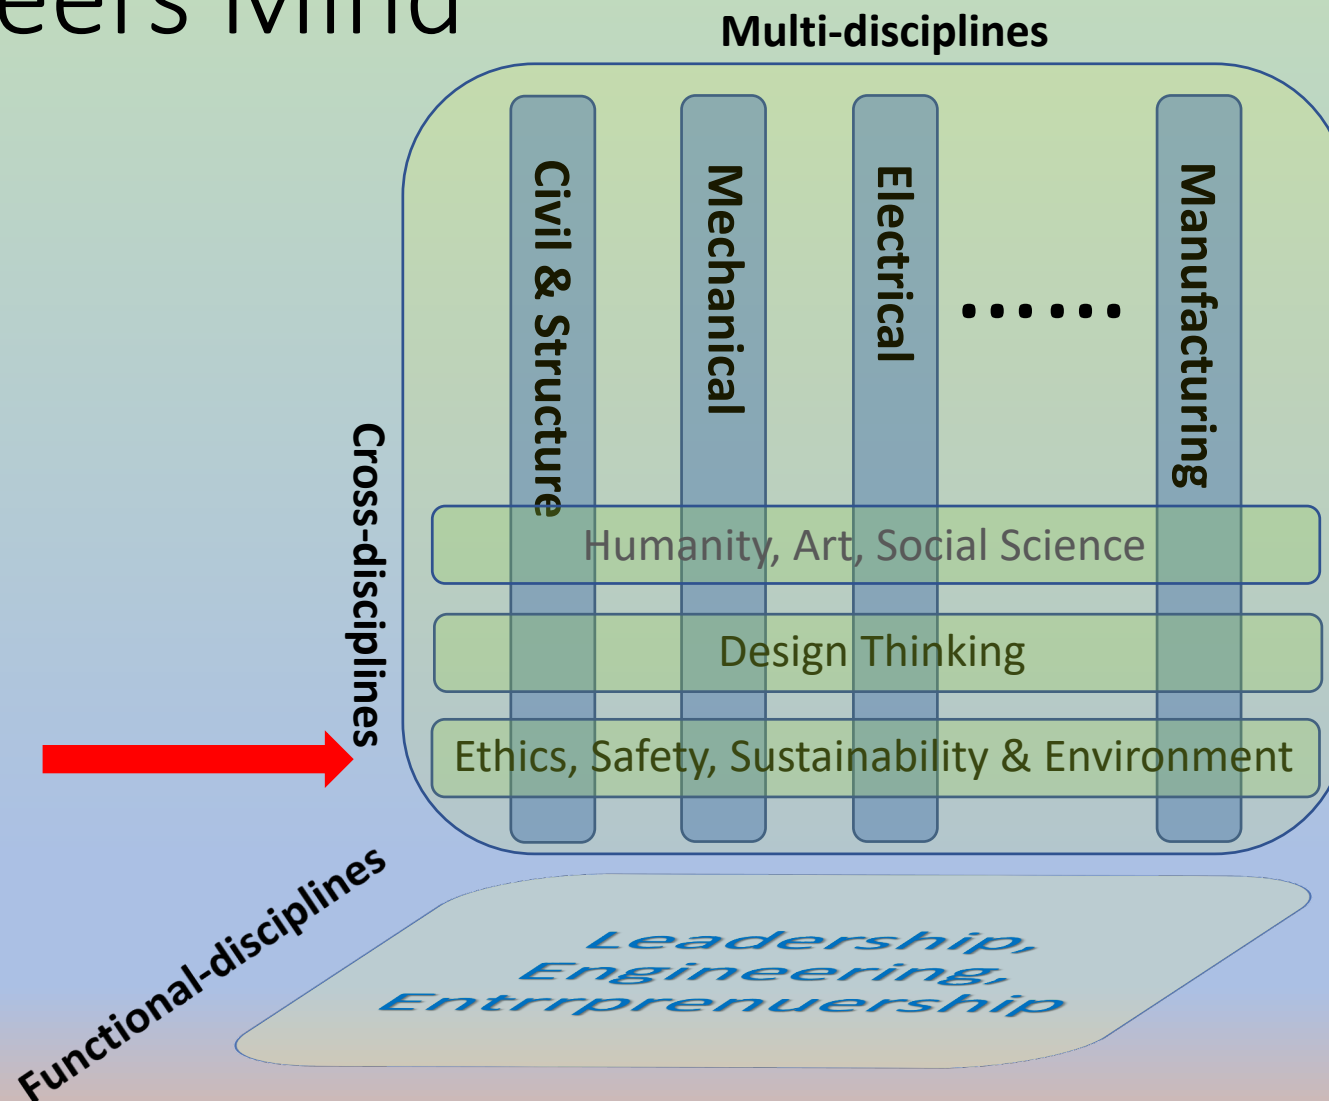 eers Mind
Multi-disciplines
Civil & Structure
Mechanical
Electrical
......
Manufacturing
Cross-disciplines
Humanity, Art, Social Science
Design Thinking
Ethics, Safety, Sustainability & Environment
Functional-disciplines
Leadership,
Engineering,
Entrrprenuership